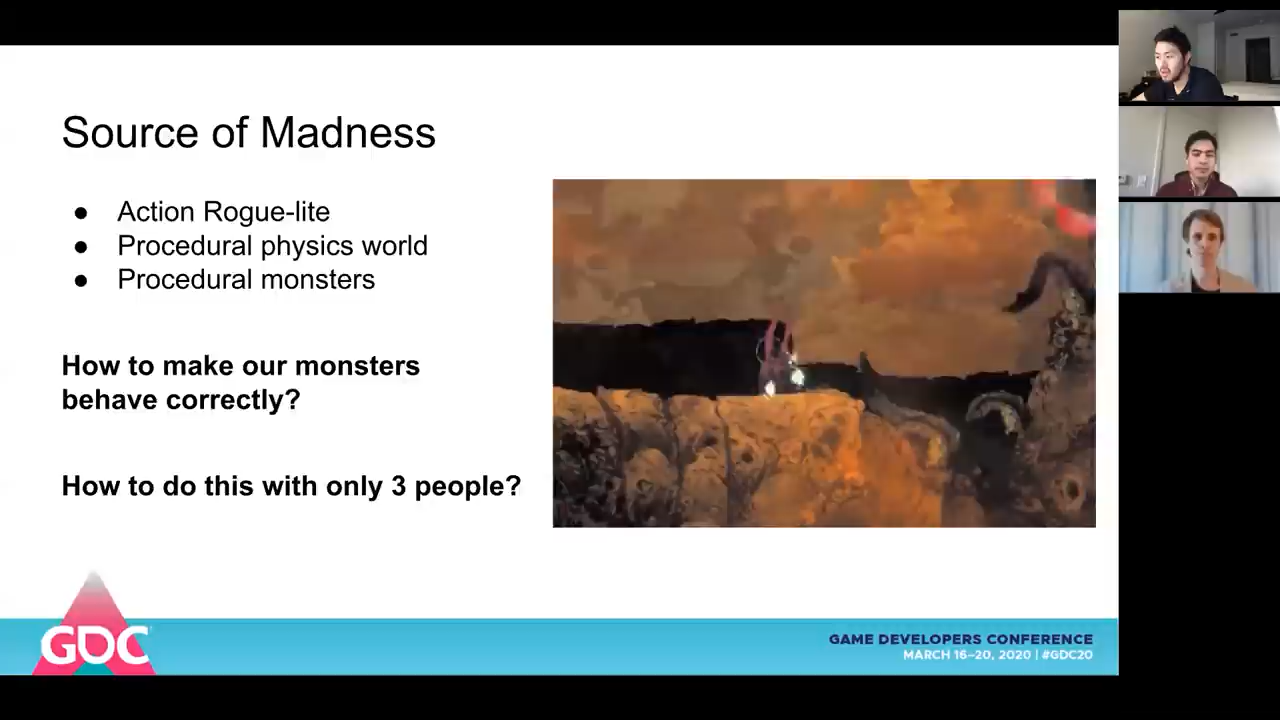 Source of Madness
● Action Rogue-lite
● Procedural physics world
● Procedural monsters
How to make our monsters
behave correctly?
How to do this with only 3 people?
GDC
GAME DEVELOPERS CONFERENCE
MARCH 16–20, 2020 | #GDC20